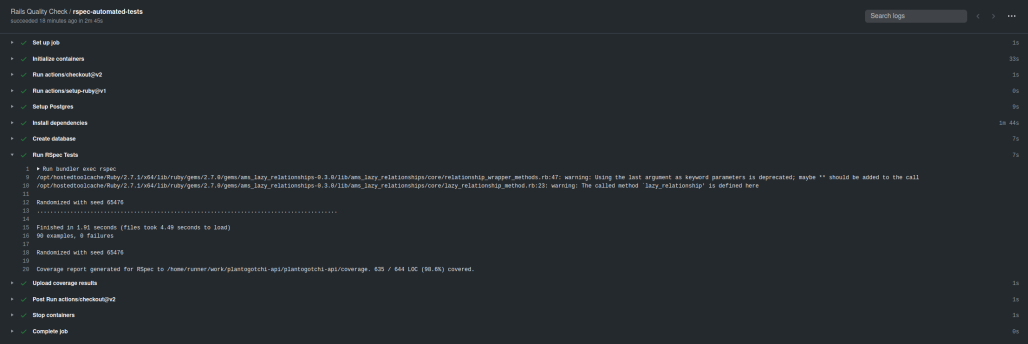 Rails Quality Check / rspec-automated-tests
succeeded 18 minutes ago in 2m 45s
Search logs
Set up job 1s
Initialize containers 33s
Run actions/checkout@v2 1s
Run actions/setup-ruby@v1 0s
Setup Postgres 9s
Install dependencies 1m 44s
Create database 7s
Run RSpec Tests 7s
1 Run bundler exec rspec
9 /opt/hostedtoolcache/Ruby/2.7.1/x64/lib/ruby/gems/2.7.0/gems/ams_lazy_relationships-0.3.0/lib/ams_lazy_relationships/core/relationship_wrapper_methods.rb:47: warning: Using the last argument as keyword parameters is deprecated; maybe ** should be added to the call
10 /opt/hostedtoolcache/Ruby/2.7.1/x64/lib/ruby/gems/2.7.0/gems/ams_lazy_relationships-0.3.0/lib/ams_lazy_relationships/core/lazy_relationship_method.rb:23: warning: The called method `lazy_relationship' is defined here
11
12 Randomized with seed 65476
13 ..........................................................................................
14
15 Finished in 1.91 seconds (files took 4.49 seconds to load)
16 90 examples, 0 failures
17
18 Randomized with seed 65476
19
20 Coverage report generated for RSpec to /home/runner/work/plantogotchi-api/plantogotchi-api/coverage. 635 / 644 LOC (98.6%) covered.
Upload coverage results 1s
Post Run actions/checkout@v2 1s
Stop containers 1s
Complete job 0s